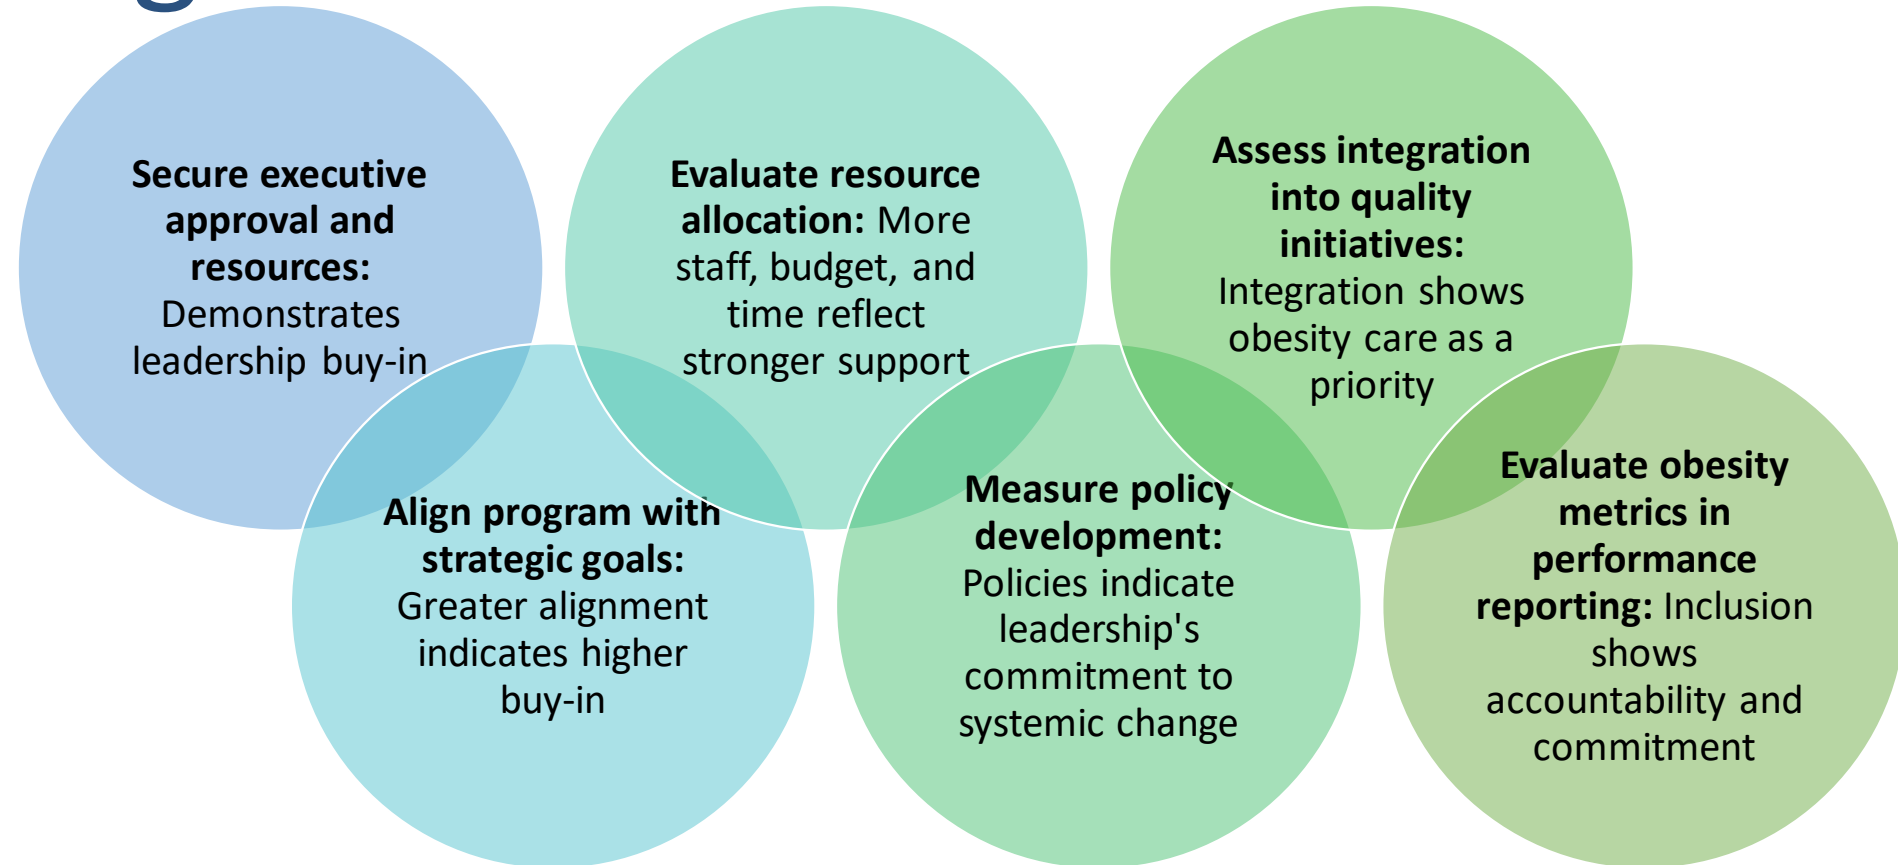 Secure executive
approval and
resources:
Demonstrates
leadership buy-in
Align program with
strategic goals:
Greater alignment
indicates higher
buy-in
Evaluate resource
allocation: More
staff, budget, and
time reflect
stronger support
Measure policy
development:
Policies indicate
leadership's
commitment to
systemic change
Assess integration
into quality
initiatives:
Integration shows
obesity care as a
priority
Evaluate obesity
metrics in
performance
reporting: Inclusion
shows
accountability and
commitment